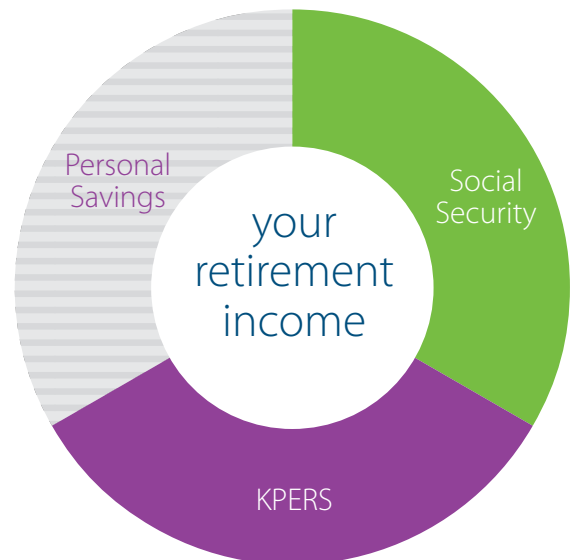 Personal
Savings
Social
Security
your
retirement
income
KPERS